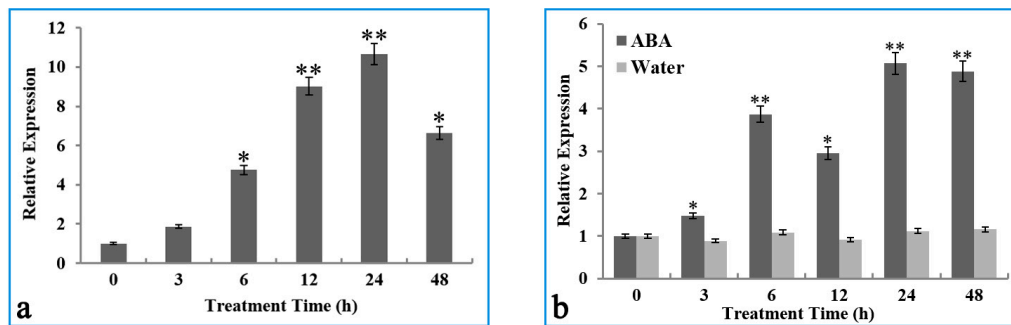 12
10
8
6
4
2
0
Relative Expression
*
**
**
*
0 3 6 12 24 48
Treatment Time (h)
a
6
5
4
3
2
1
0
Relative Expression
ABA
Water
*
**
*
**
**
0 3 6 12 24 48
Treatment Time (h)
b